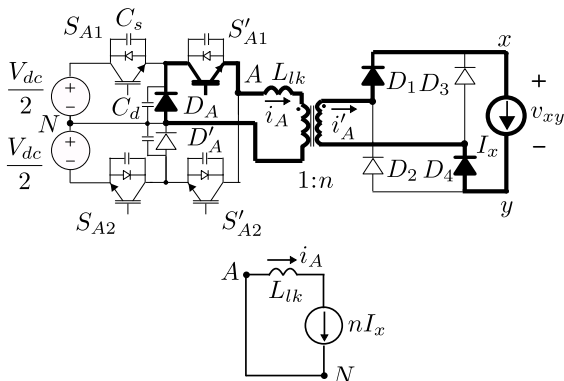 S_{A1}
C_s
S'_{A1}
V_{dc}
2
C_d
D_A
A
L_{lk}
i_A
i'_A
D_1
D_3
x
+
v_{xy}
−
I_x
N
V_{dc}
2
D'_A
1:n
D_2
D_4
y
S_{A2}
S'_{A2}
A
i_A
L_{lk}
nI_x
N